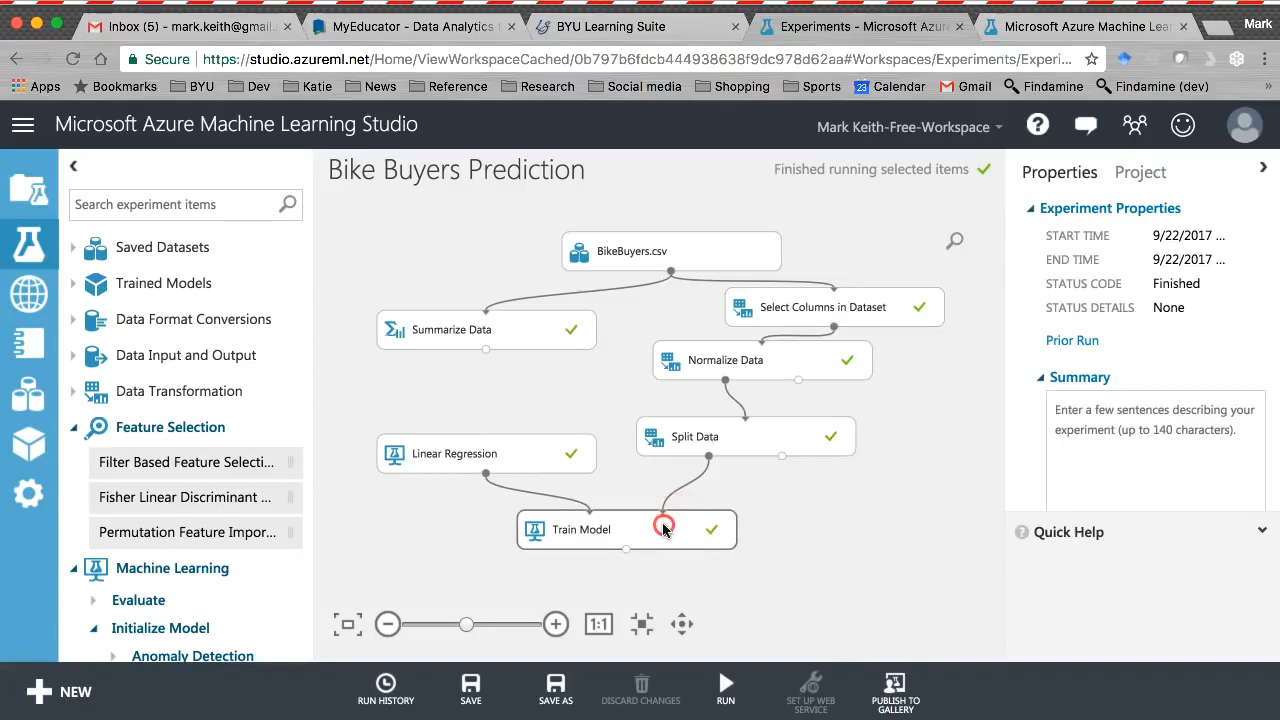 Inbox (5) - mark.keith@gmail. MyEducator - Data Analytics f BYU Learning Suite Experiments - Microsoft Azure Microsoft Azure Machine Lear Mark
Secure https://studio.azureml.net/Home/ViewWorkspaceCached/0b797b6fdcb444938638f9dc978d62aa#Workspaces/Experiments/Experi...
Apps Bookmarks BYU Dev Katie News Reference Research Social media Shopping Sports Calendar Gmail Findamine Findamine (dev) »
Microsoft Azure Machine Learning Studio Mark Keith-Free-Workspace
Bike Buyers Prediction
Finished running selected items
Search experiment items
Saved Datasets
Trained Models
Data Format Conversions
Data Input and Output
Data Transformation
Feature Selection
Filter Based Feature Selecti...
Fisher Linear Discriminant ...
Permutation Feature Impor...
Machine Learning
Evaluate
Initialize Model
Anomaly Detection
BikeBuyers.csv
Select Columns in Dataset
Summarize Data
Normalize Data
Split Data
Linear Regression
Train Model
1:1
Properties Project
Experiment Properties
START TIME 9/22/2017 ...
END TIME 9/22/2017 ...
STATUS CODE Finished
STATUS DETAILS None
Prior Run
Summary
Enter a few sentences describing your
experiment (up to 140 characters).
Quick Help
NEW
RUN HISTORY
SAVE
SAVE AS
DISCARD CHANGES
RUN
SET UP WEB
SERVICE
PUBLISH TO
GALLERY